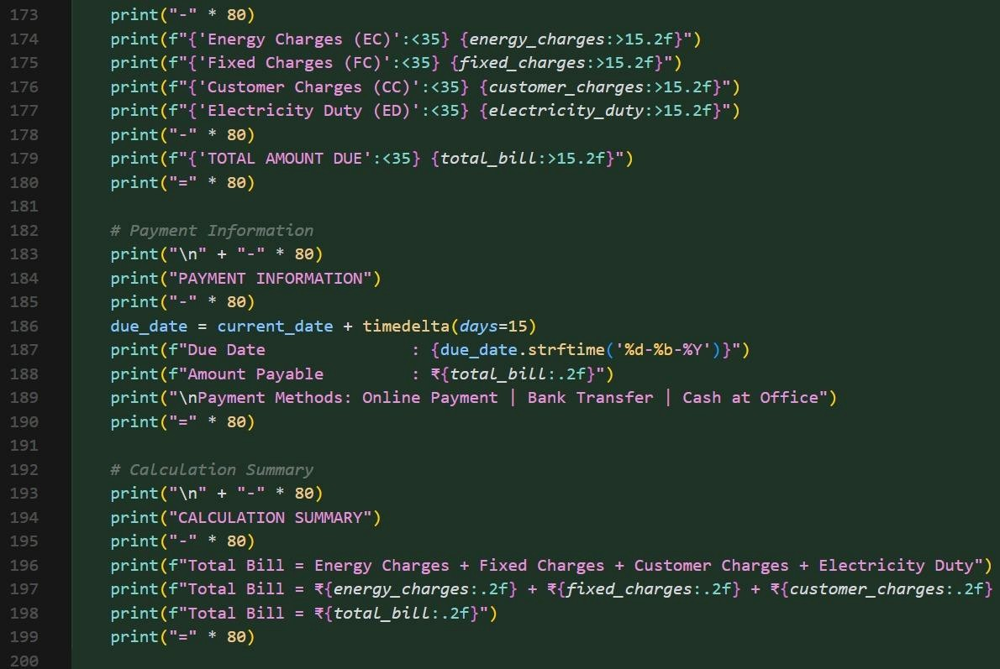 173 print("-" * 80)
174 print(f"{'Energy Charges (EC)':<35} {energy_charges:>15.2f}")
175 print(f"{'Fixed Charges (FC)':<35} {fixed_charges:>15.2f}")
176 print(f"{'Customer Charges (CC)':<35} {customer_charges:>15.2f}")
177 print(f"{'Electricity Duty (ED)':<35} {electricity_duty:>15.2f}")
178 print("-" * 80)
179 print(f"{'TOTAL AMOUNT DUE':<35} {total_bill:>15.2f}")
180 print("=" * 80)
181
182 # Payment Information
183 print("\n" + "-" * 80)
184 print("PAYMENT INFORMATION")
185 print("-" * 80)
186 due_date = current_date + timedelta(days=15)
187 print(f"Due Date               : {due_date.strftime('%d-%b-%Y')}")
188 print(f"Amount Payable         : ₹{total_bill:.2f}")
189 print("\nPayment Methods: Online Payment | Bank Transfer | Cash at Office")
190 print("=" * 80)
191
192 # Calculation Summary
193 print("\n" + "-" * 80)
194 print("CALCULATION SUMMARY")
195 print("-" * 80)
196 print(f"Total Bill = Energy Charges + Fixed Charges + Customer Charges + Electricity Duty")
197 print(f"Total Bill = ₹{energy_charges:.2f} + ₹{fixed_charges:.2f} + ₹{customer_charges:.2f}
198 print(f"Total Bill = ₹{total_bill:.2f}")
199 print("=" * 80)
200